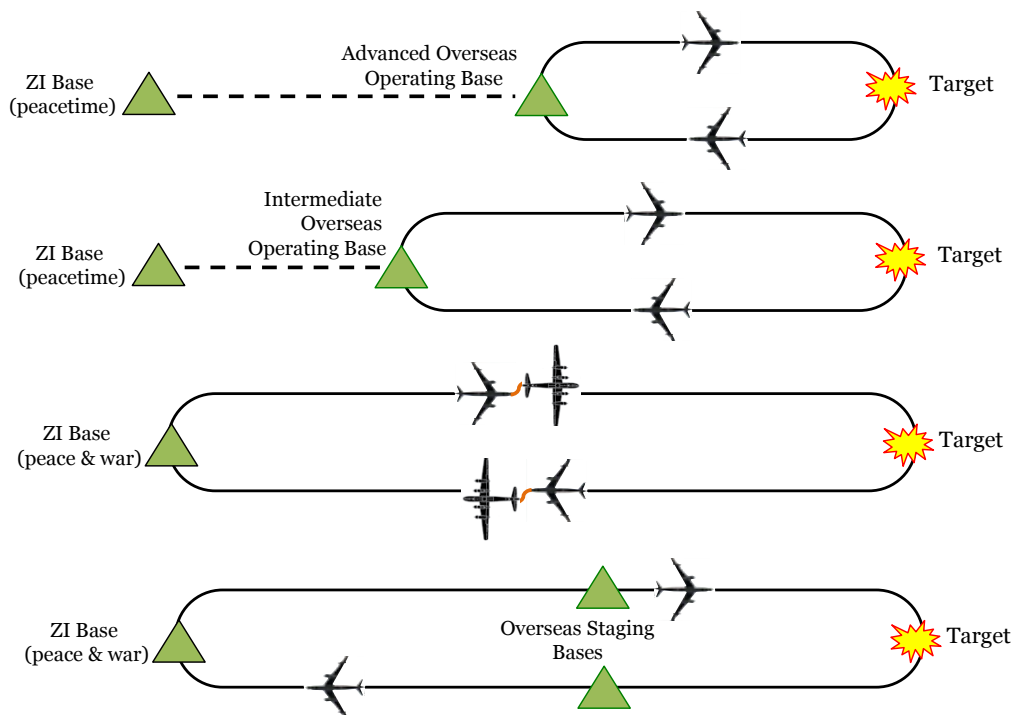 ZI Base
(peacetime)
Advanced Overseas
Operating Base
Target
ZI Base
(peacetime)
Intermediate
Overseas
Operating Base
Target
ZI Base
(peace & war)
Target
ZI Base
(peace & war)
Overseas Staging
Bases
Target